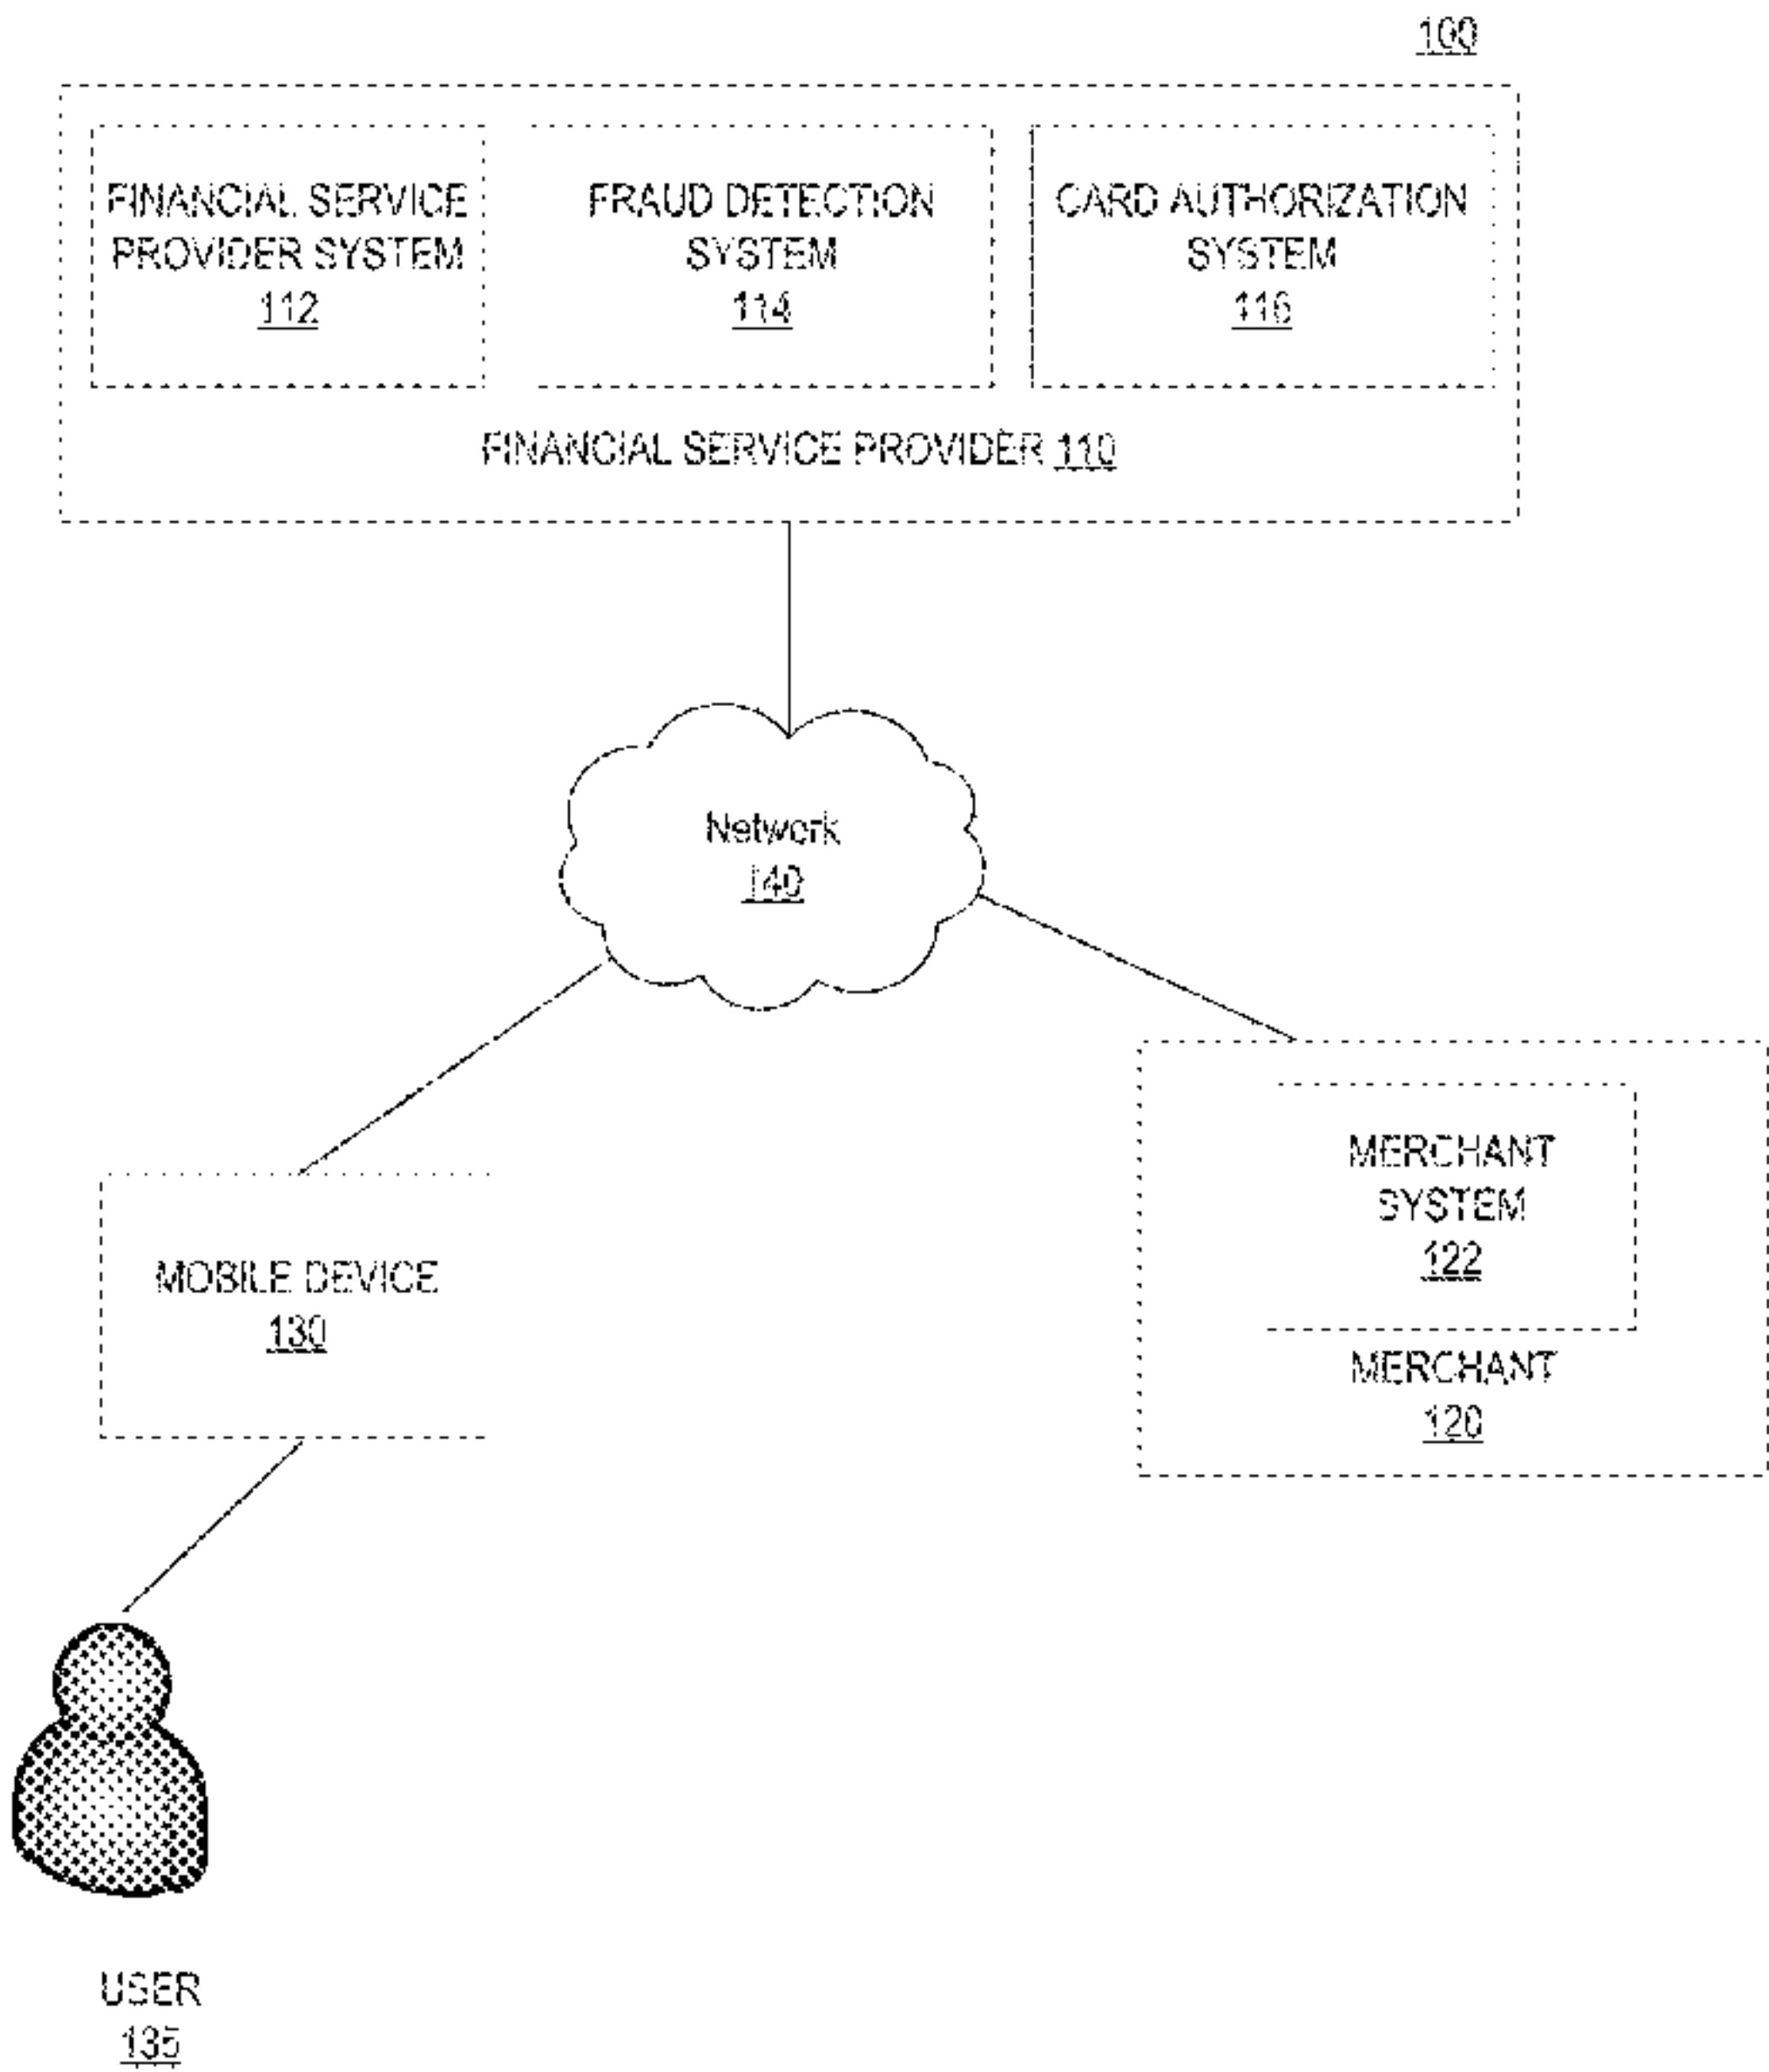 100
FINANCIAL SERVICE
PROVIDER SYSTEM
112
FRAUD DETECTION
SYSTEM
114
CARD AUTHORIZATION
SYSTEM
116
FINANCIAL SERVICE PROVIDER 110
Network
140
MERCHANT
SYSTEM
122
MERCHANT
120
MOBILE DEVICE
130
USER
135